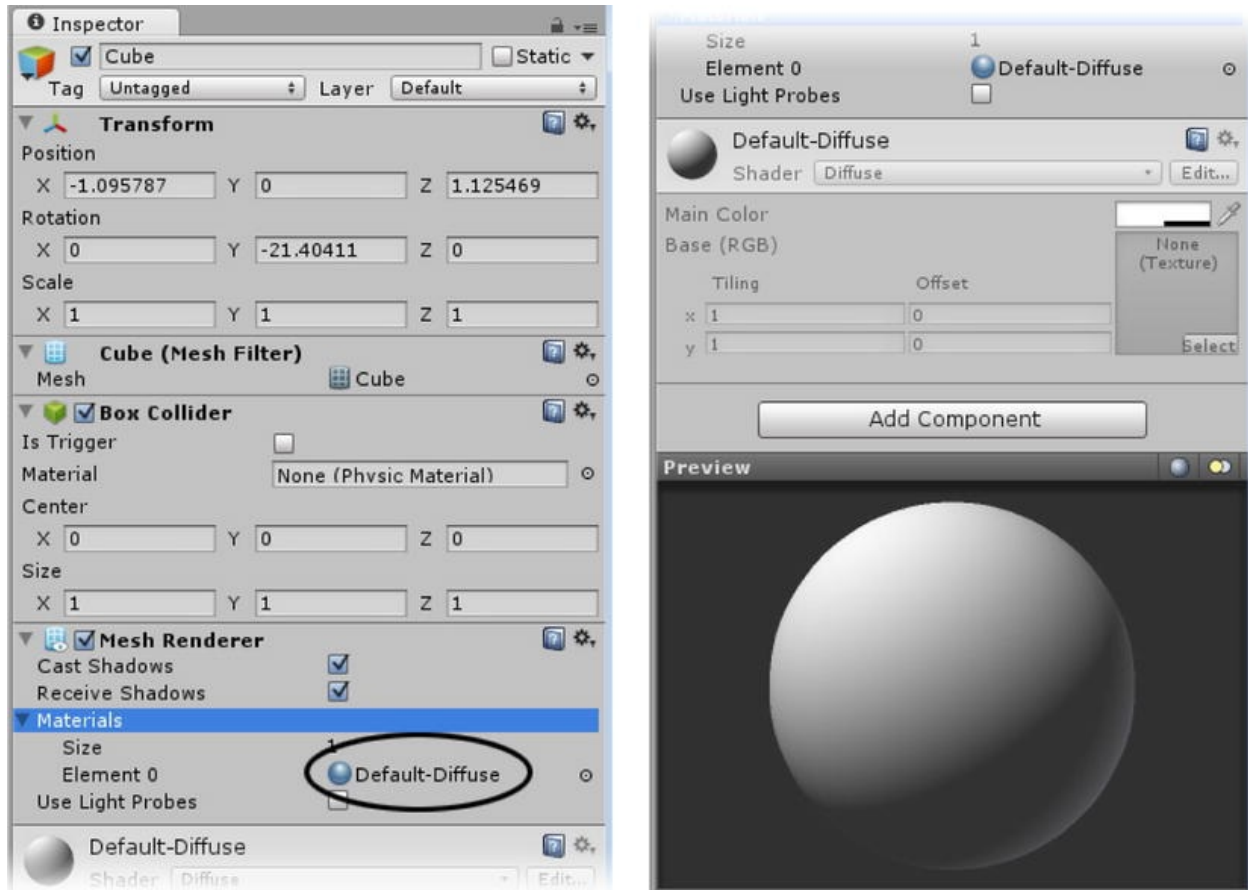 Inspector
Cube Static
Tag Untagged Layer Default
Transform
Position
X -1.095787 Y 0 Z 1.125469
Rotation
X 0 Y -21.40411 Z 0
Scale
X 1 Y 1 Z 1
Cube (Mesh Filter)
Mesh Cube
Box Collider
Is Trigger
Material None (Physic Material)
Center
X 0 Y 0 Z 0
Size
X 1 Y 1 Z 1
Mesh Renderer
Cast Shadows
Receive Shadows
Materials
Size 1
Element 0 Default-Diffuse
Use Light Probes
Default-Diffuse
Shader Diffuse Edit...
Size 1
Element 0 Default-Diffuse
Use Light Probes
Default-Diffuse
Shader Diffuse Edit...
Main Color
Base (RGB) None
(Texture)
Tiling Offset
x 1 0
y 1 0 Select
Add Component
Preview